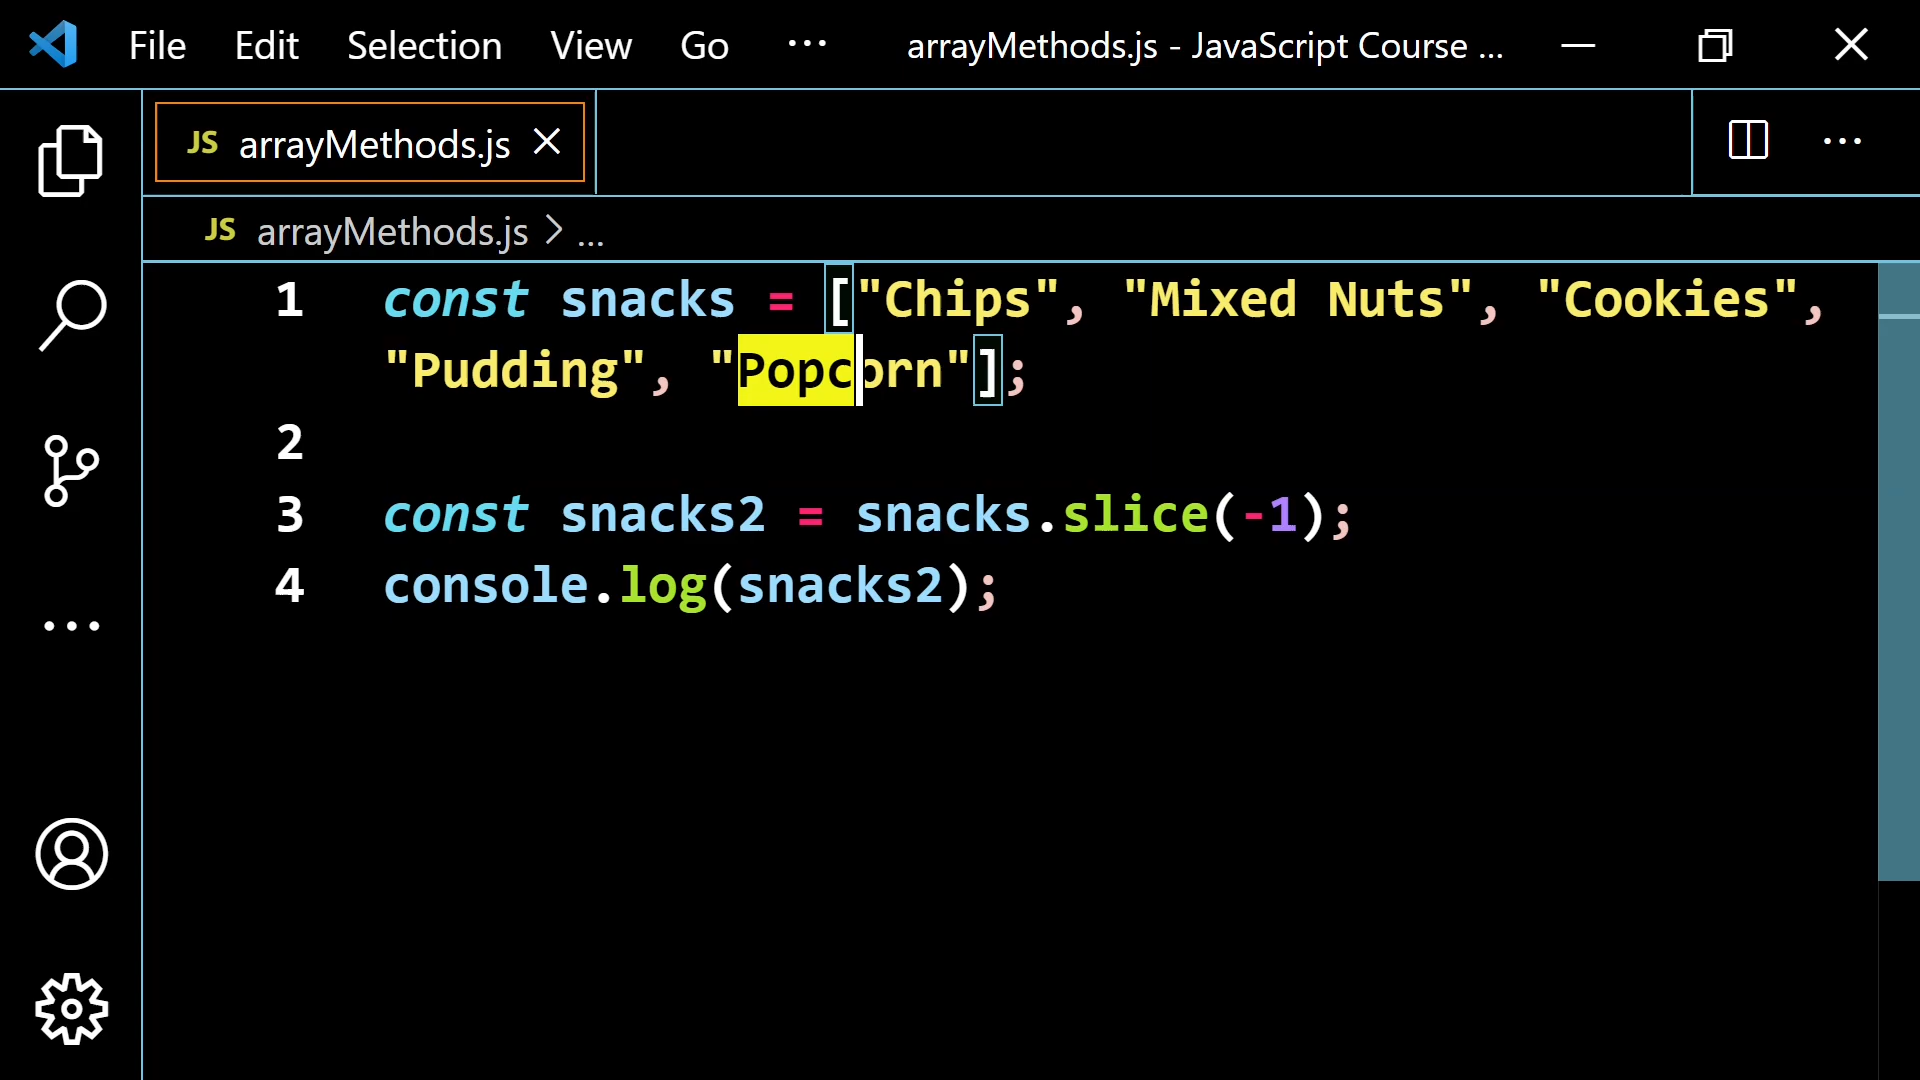 File Edit Selection View Go ··· arrayMethods.js - JavaScript Course ...
JS arrayMethods.js
JS arrayMethods.js > ...
1 const snacks = ["Chips", "Mixed Nuts", "Cookies",
"Pudding", "Popcorn"];
2
3 const snacks2 = snacks.slice(-1);
4 console.log(snacks2);